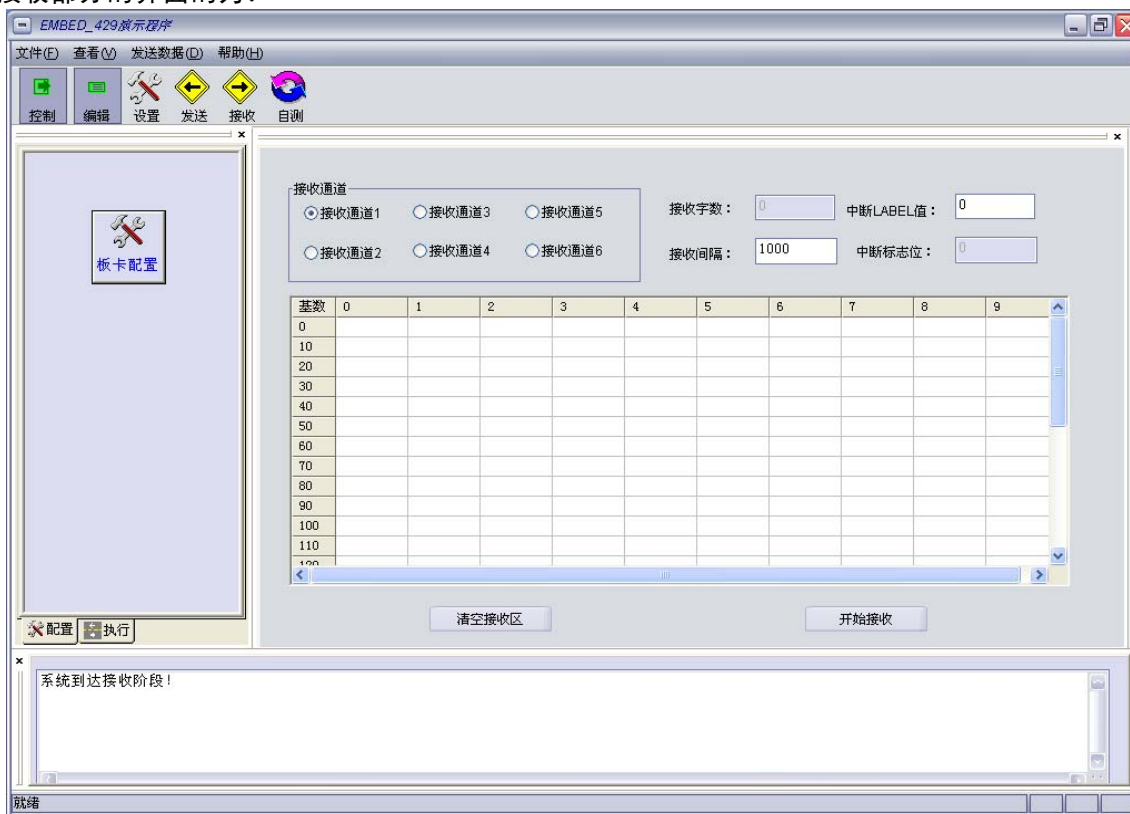 接收部分的界面的为：
EMBED_429演示程序
文件(F) 查看(V) 发送数据(D) 帮助(H)
控制 编辑 设置 发送 接收 自测
板卡配置
配置 执行
接收通道
接收通道1 接收通道3 接收通道5
接收通道2 接收通道4 接收通道6
接收字数： 0 中断LABEL值： 0
接收间隔： 1000 中断标志位： 0
基数 0 1 2 3 4 5 6 7 8 9
0
10
20
30
40
50
60
70
80
90
100
110
120
清空接收区 开始接收
系统到达接收阶段!
就绪